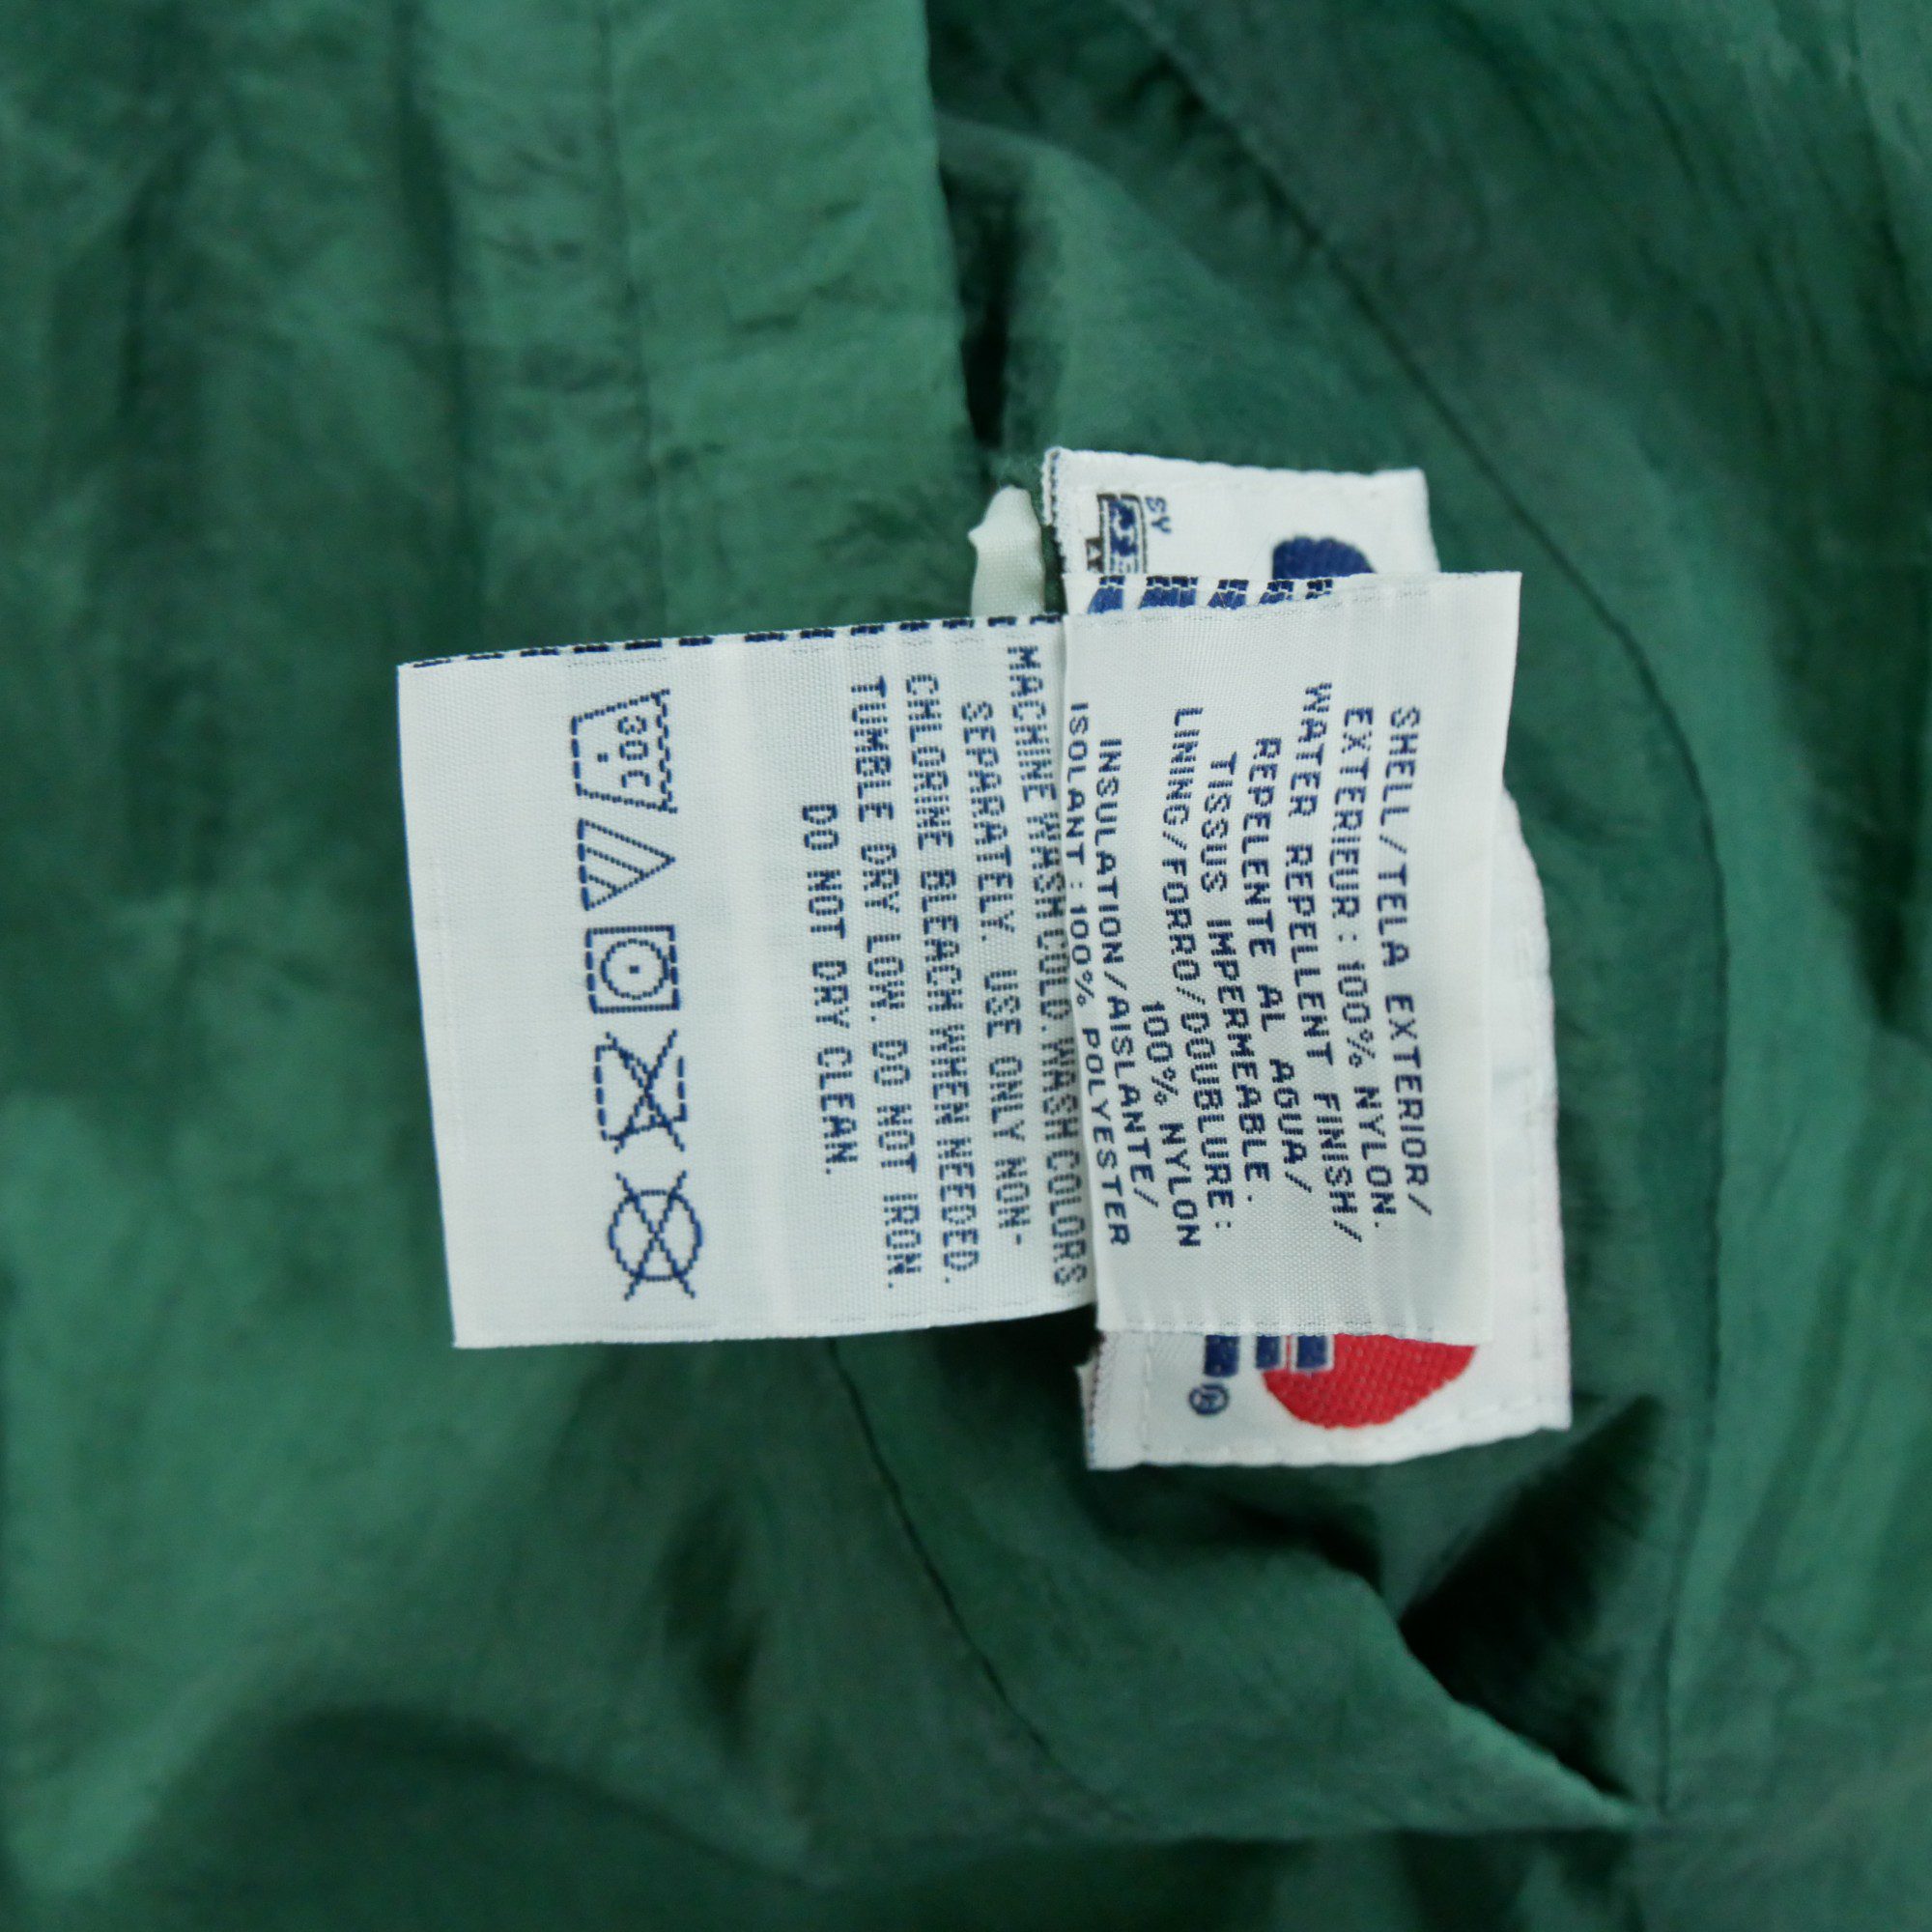 SHELL/TELA EXTERIOR/
EXTERIEUR: 100% NYLON.
WATER REPELLENT FINISH/
REPELENTE AL AGUA/
TISSUS IMPERMEABLE.
LINING/FORRO/DOUBLURE:
100% NYLON
INSULATION/AISLANTE/
ISOLANT: 100% POLYESTER
MACHINE WASH COLD. WASH COLORS
SEPARATELY. USE ONLY NON-
CHLORINE BLEACH WHEN NEEDED.
TUMBLE DRY LOW. DO NOT IRON.
DO NOT DRY CLEAN.
30C
®